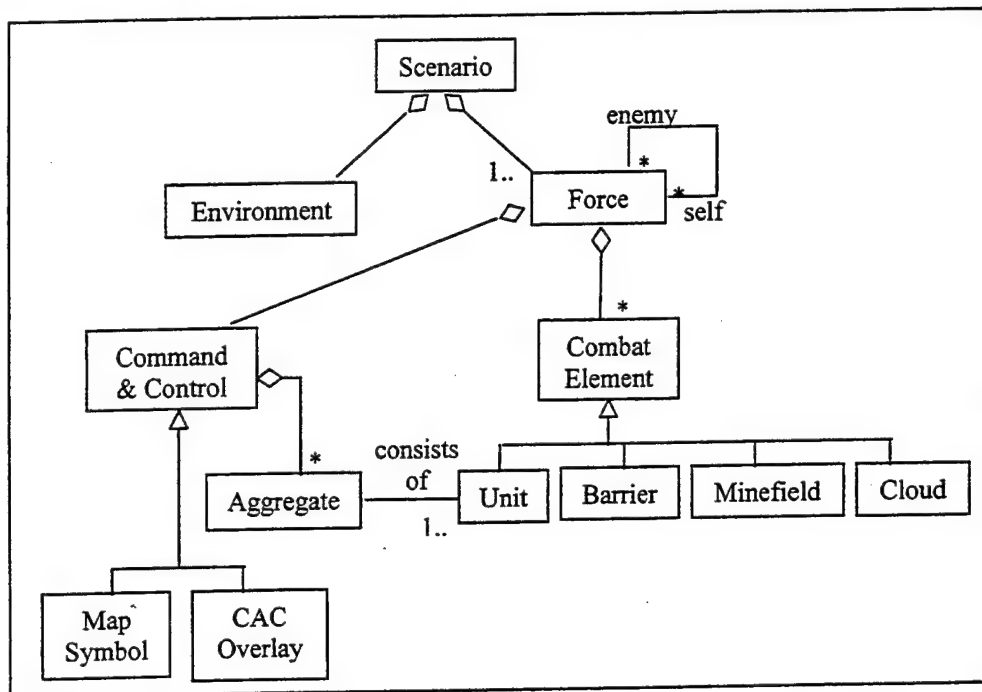 Scenario
enemy
*
1..
Environment
Force
*
self
*
Command
& Control
Combat
Element
*
consists
of
Aggregate
Unit
Barrier
Minefield
Cloud
1..
Map
Symbol
CAC
Overlay